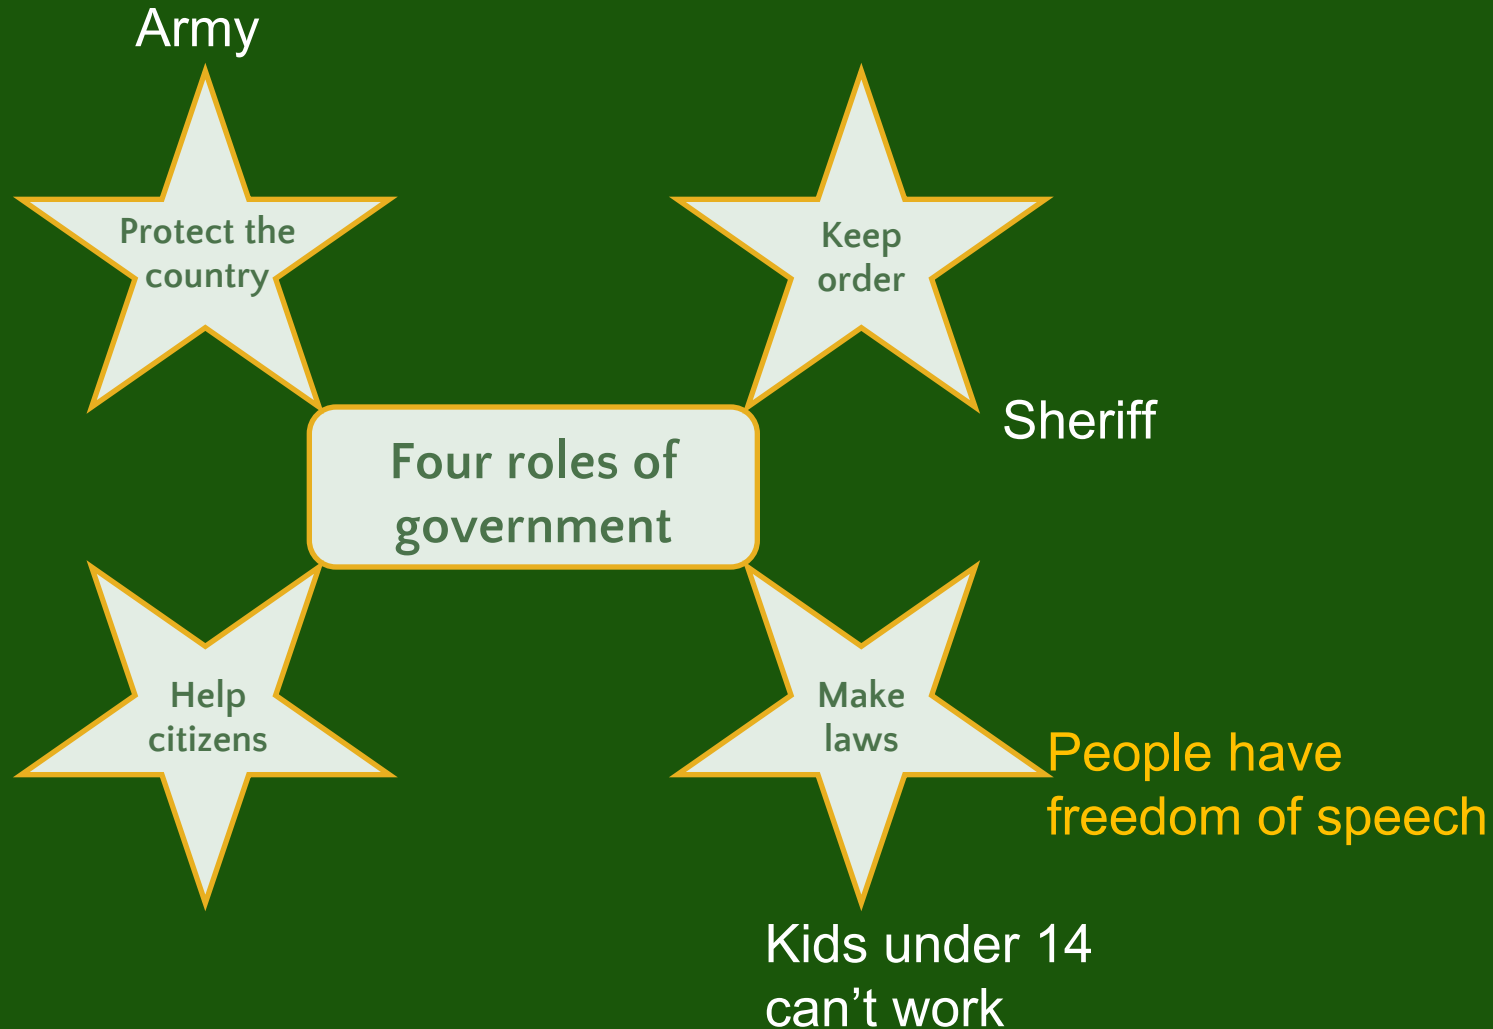 Army
Protect the
country
Keep
order
Sheriff
Four roles of
government
Help
citizens
Make
laws
People have
freedom of speech
Kids under 14
can’t work